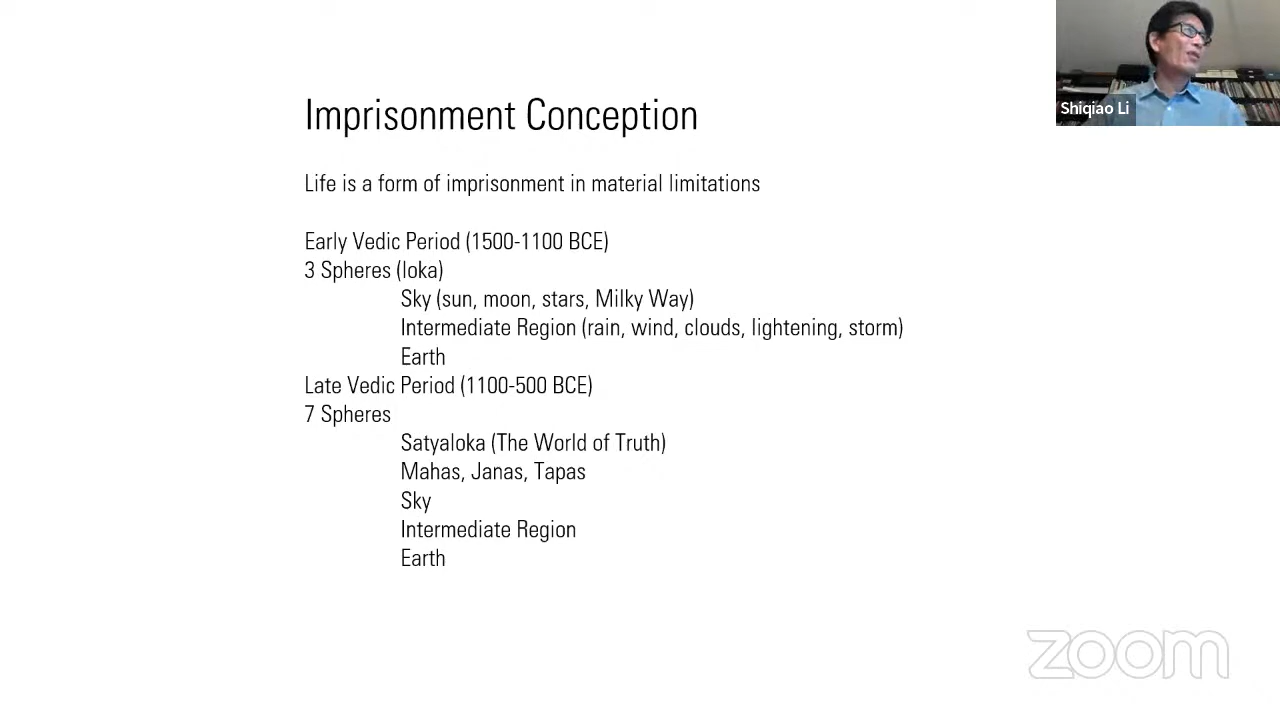 Imprisonment Conception
Shiqiao Li
Life is a form of imprisonment in material limitations
Early Vedic Period (1500-1100 BCE)
3 Spheres (loka)
Sky (sun, moon, stars, Milky Way)
Intermediate Region (rain, wind, clouds, lightening, storm)
Earth
Late Vedic Period (1100-500 BCE)
7 Spheres
Satyaloka (The World of Truth)
Mahas, Janas, Tapas
Sky
Intermediate Region
Earth
zoom